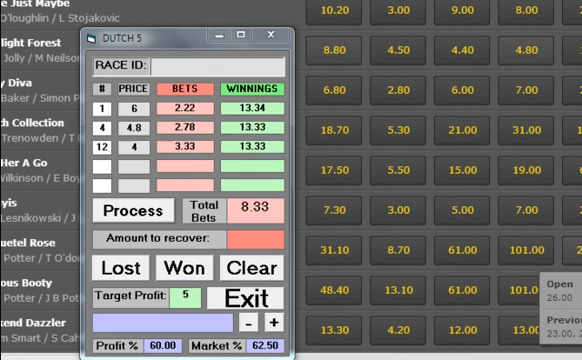 e Just Maybe
O'loughlin / L Stojakovic
10.20 3.00 9.00 8.00
DUTCH 5
light Forest
Jolly / M Neilson
8.80 4.50 4.40 4.80
RACE ID:
# PRICE BETS WINNINGS
y Diva
Baker / Simon P
6.80 2.80 6.00 7.00
1 6 2.22 13.34
ch Collection
Trenowden / T
18.70 5.30 21.00 31.00
4 4.8 2.78 13.33
12 4 3.33 13.33
Her A Go
Wilkinson / E Boy
17.50 5.50 15.00 19.00
yis
Lesnikowski / J
7.30 3.00 5.00 7.00
Process Total Bets 8.33
uetel Rose
Potter / T O'do
31.10 8.70 61.00 101.00
Amount to recover:
Lost Won Clear
ous Booty
Potter / J B Pot
48.40 13.10 61.00 101.0
Open
26.00
Target Profit: 5 Exit
kend Dazzler
m Smart / S Cah
13.30 4.20 12.00 13.00
Previou
23.00, 2
- +
Profit % 60.00 Market % 62.50